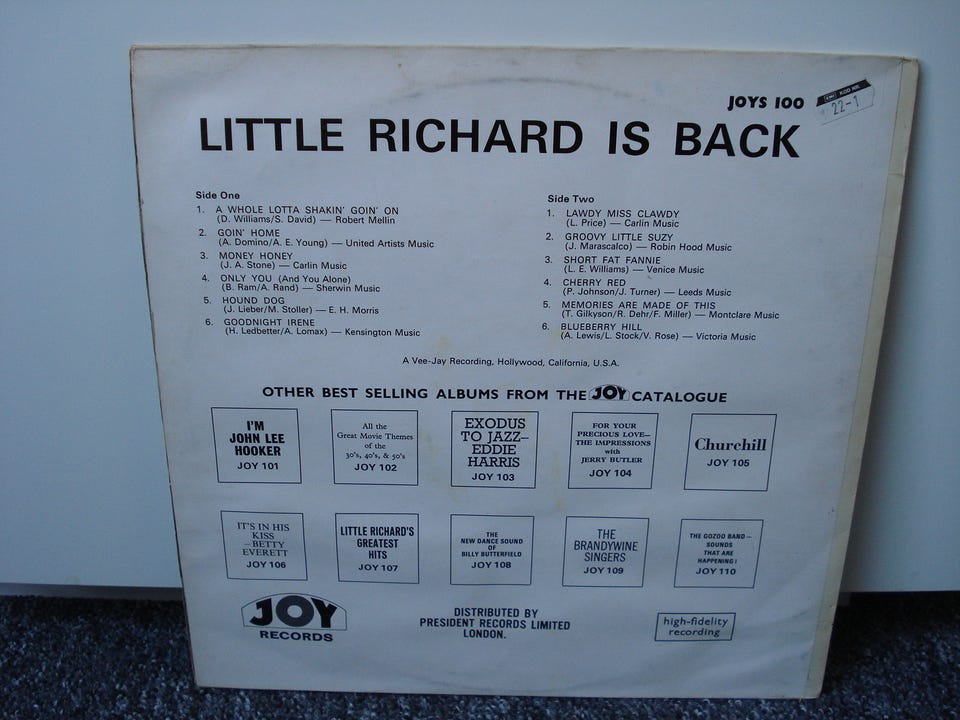 JOYS 100
KOD NR.
22-1
LITTLE RICHARD IS BACK
Side One
1. A WHOLE LOTTA SHAKIN' GOIN' ON
(D. Williams/S. David) — Robert Mellin
2. GOIN' HOME
(A. Domino/A. E. Young) — United Artists Music
3. MONEY HONEY
(J. A. Stone) — Carlin Music
4. ONLY YOU (And You Alone)
(B. Ram/A. Rand) — Sherwin Music
5. HOUND DOG
(J. Lieber/M. Stoller) — E. H. Morris
6. GOODNIGHT IRENE
(H. Ledbetter/A. Lomax) — Kensington Music
Side Two
1. LAWDY MISS CLAWDY
(L. Price) — Carlin Music
2. GROOVY LITTLE SUZY
(J. Marascalco) — Robin Hood Music
3. SHORT FAT FANNIE
(L. E. Williams) — Venice Music
4. CHERRY RED
(P. Johnson/J. Turner) — Leeds Music
5. MEMORIES ARE MADE OF THIS
(T. Gilkyson/R. Dehr/F. Miller) — Montclare Music
6. BLUEBERRY HILL
(A. Lewis/L. Stock/V. Rose) — Victoria Music
A Vee-Jay Recording, Hollywood, California, U.S.A.
OTHER BEST SELLING ALBUMS FROM THE JOY CATALOGUE
I'M
JOHN LEE
HOOKER
JOY 101
All the
Great Movie Themes
of the
30's, 40's, & 50's
JOY 102
EXODUS
TO JAZZ—
EDDIE
HARRIS
JOY 103
FOR YOUR
PRECIOUS LOVE—
THE IMPRESSIONS
with
JERRY BUTLER
JOY 104
Churchill
JOY 105
IT'S IN HIS
KISS
—BETTY
EVERETT
JOY 106
LITTLE RICHARD'S
GREATEST
HITS
JOY 107
THE
NEW DANCE SOUND
OF
BILLY BUTTERFIELD
JOY 108
THE
BRANDYWINE
SINGERS
JOY 109
THE GOZOO BAND—
SOUNDS
THAT ARE
HAPPENING!
JOY 110
JOY
RECORDS
DISTRIBUTED BY
PRESIDENT RECORDS LIMITED
LONDON.
high-fidelity
recording